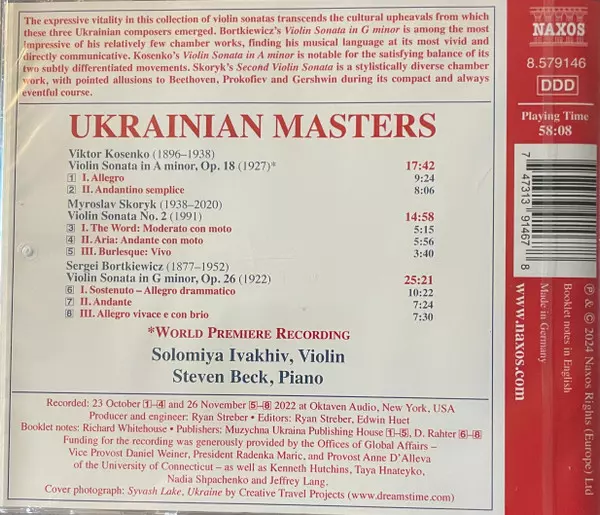 The expressive vitality in this collection of violin sonatas transcends the cultural upheavals from which
these three Ukrainian composers emerged. Bortkiewicz's Violin Sonata in G minor is among the most
impressive of his relatively few chamber works, finding his musical language at its most vivid and
directly communicative. Kosenko's Violin Sonata in A minor is notable for the satisfying balance of its
two subtly differentiated movements. Skoryk's Second Violin Sonata is a stylistically diverse chamber
work, with pointed allusions to Beethoven, Prokofiev and Gershwin during its compact and always
eventful course.
UKRAINIAN MASTERS
Viktor Kosenko (1896–1938)
Violin Sonata in A minor, Op. 18 (1927)* 17:42
1 I. Allegro 9:24
2 II. Andantino semplice 8:06
Myroslav Skoryk (1938–2020)
Violin Sonata No. 2 (1991) 14:58
3 I. The Word: Moderato con moto 5:15
4 II. Aria: Andante con moto 5:56
5 III. Burlesque: Vivo 3:40
Sergei Bortkiewicz (1877–1952)
Violin Sonata in G minor, Op. 26 (1922) 25:21
6 I. Sostenuto – Allegro drammatico 10:22
7 II. Andante 7:24
8 III. Allegro vivace e con brio 7:30
*WORLD PREMIERE RECORDING
Solomiya Ivakhiv, Violin
Steven Beck, Piano
Recorded: 23 October 1–4 and 26 November 5–8 2022 at Oktaven Audio, New York, USA
Producer and engineer: Ryan Streber • Editors: Ryan Streber, Edwin Huet
Booklet notes: Richard Whitehouse • Publishers: Muzychna Ukraina Publishing House 1–5, D. Rahter 6–8
Funding for the recording was generously provided by the Offices of Global Affairs –
Vice Provost Daniel Weiner, President Radenka Maric, and Provost Anne D'Alleva
of the University of Connecticut – as well as Kenneth Hutchins, Taya Hnateyko,
Nadia Shpachenko and Jeffrey Lang.
Cover photograph: Syvash Lake, Ukraine by Creative Travel Projects (www.dreamstime.com)
NAXOS
8.579146
DDD
Playing Time
58:08
7 47313 91467 8
www.naxos.com
Made in Germany
Booklet notes in English
℗ & © 2024 Naxos Rights (Europe) Ltd